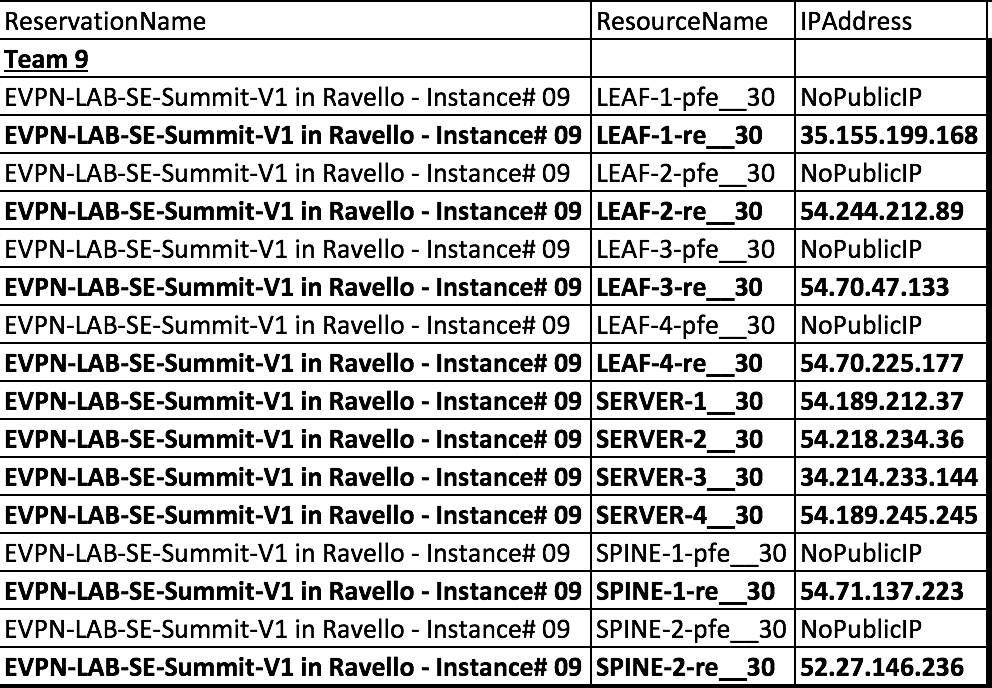 ReservationName ResourceName IPAddress
Team 9
EVPN-LAB-SE-Summit-V1 in Ravello - Instance# 09 LEAF-1-pfe__30 NoPublicIP
EVPN-LAB-SE-Summit-V1 in Ravello - Instance# 09 LEAF-1-re__30 35.155.199.168
EVPN-LAB-SE-Summit-V1 in Ravello - Instance# 09 LEAF-2-pfe__30 NoPublicIP
EVPN-LAB-SE-Summit-V1 in Ravello - Instance# 09 LEAF-2-re__30 54.244.212.89
EVPN-LAB-SE-Summit-V1 in Ravello - Instance# 09 LEAF-3-pfe__30 NoPublicIP
EVPN-LAB-SE-Summit-V1 in Ravello - Instance# 09 LEAF-3-re__30 54.70.47.133
EVPN-LAB-SE-Summit-V1 in Ravello - Instance# 09 LEAF-4-pfe__30 NoPublicIP
EVPN-LAB-SE-Summit-V1 in Ravello - Instance# 09 LEAF-4-re__30 54.70.225.177
EVPN-LAB-SE-Summit-V1 in Ravello - Instance# 09 SERVER-1__30 54.189.212.37
EVPN-LAB-SE-Summit-V1 in Ravello - Instance# 09 SERVER-2__30 54.218.234.36
EVPN-LAB-SE-Summit-V1 in Ravello - Instance# 09 SERVER-3__30 34.214.233.144
EVPN-LAB-SE-Summit-V1 in Ravello - Instance# 09 SERVER-4__30 54.189.245.245
EVPN-LAB-SE-Summit-V1 in Ravello - Instance# 09 SPINE-1-pfe__30 NoPublicIP
EVPN-LAB-SE-Summit-V1 in Ravello - Instance# 09 SPINE-1-re__30 54.71.137.223
EVPN-LAB-SE-Summit-V1 in Ravello - Instance# 09 SPINE-2-pfe__30 NoPublicIP
EVPN-LAB-SE-Summit-V1 in Ravello - Instance# 09 SPINE-2-re__30 52.27.146.236